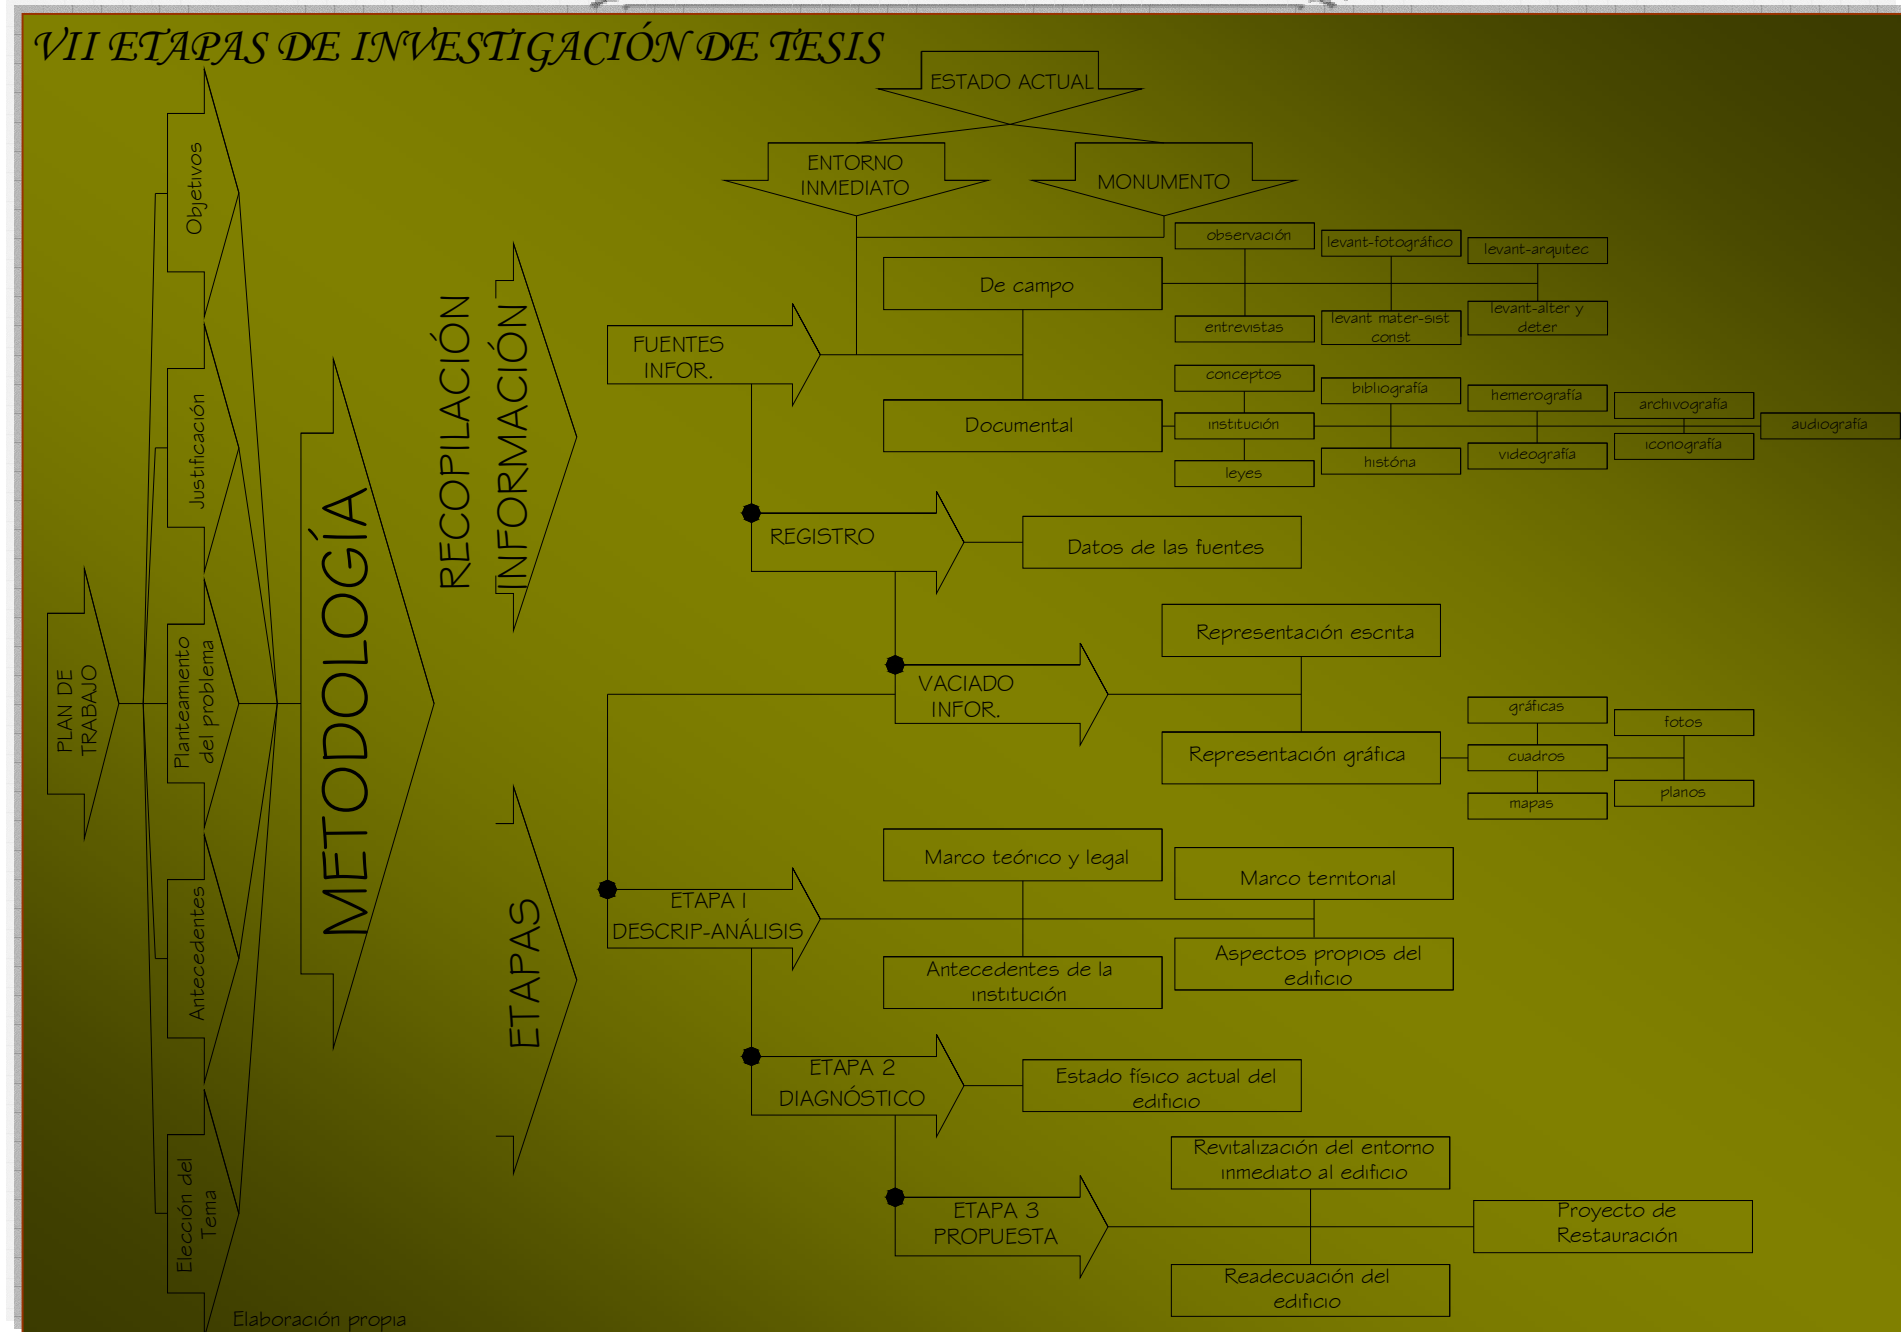 VII ETAPAS DE INVESTIGACIÓN DE TESIS
PLAN DE
TRABAJO
Objetivos
Justificación
Planteamiento
del problema
Antecedentes
Elección del
Tema
METODOLOGÍA
RECOPILACIÓN
INFORMACIÓN
ETAPAS
ESTADO ACTUAL
ENTORNO
INMEDIATO
MONUMENTO
FUENTES
INFOR.
De campo
observación
levant-fotográfico
levant-arquitec
entrevistas
levant mater-sist
const
levant-alter y
deter
Documental
conceptos
institución
leyes
bibliografía
história
hemerografía
videografía
archivografía
iconografía
audiografía
REGISTRO
Datos de las fuentes
VACIADO
INFOR.
Representación escrita
Representación gráfica
gráficas
cuadros
mapas
fotos
planos
ETAPA 1
DESCRIP-ANÁLISIS
Marco teórico y legal
Marco territorial
Antecedentes de la
institución
Aspectos propios del
edificio
ETAPA 2
DIAGNÓSTICO
Estado físico actual del
edificio
ETAPA 3
PROPUESTA
Revitalización del entorno
inmediato al edificio
Proyecto de
Restauración
Readecuación del
edificio
Elaboración propia